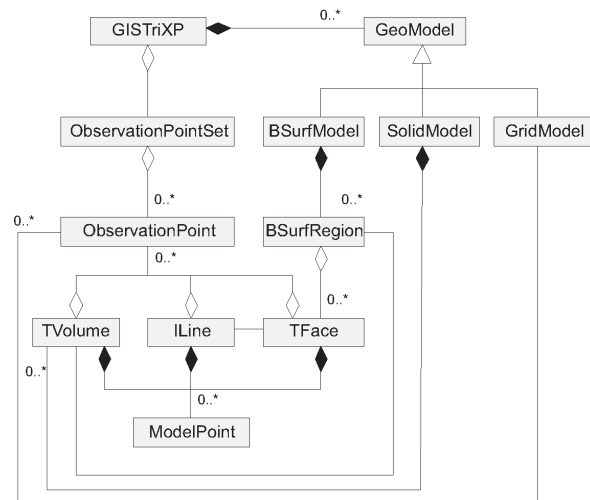 0..*
GISTriXP
GeoModel
ObservationPointSet
BSurfModel
SolidModel
GridModel
0..*
0..*
0..*
ObservationPoint
BSurfRegion
0..*
0..*
TVolume
ILine
TFace
0..*
0..*
ModelPoint